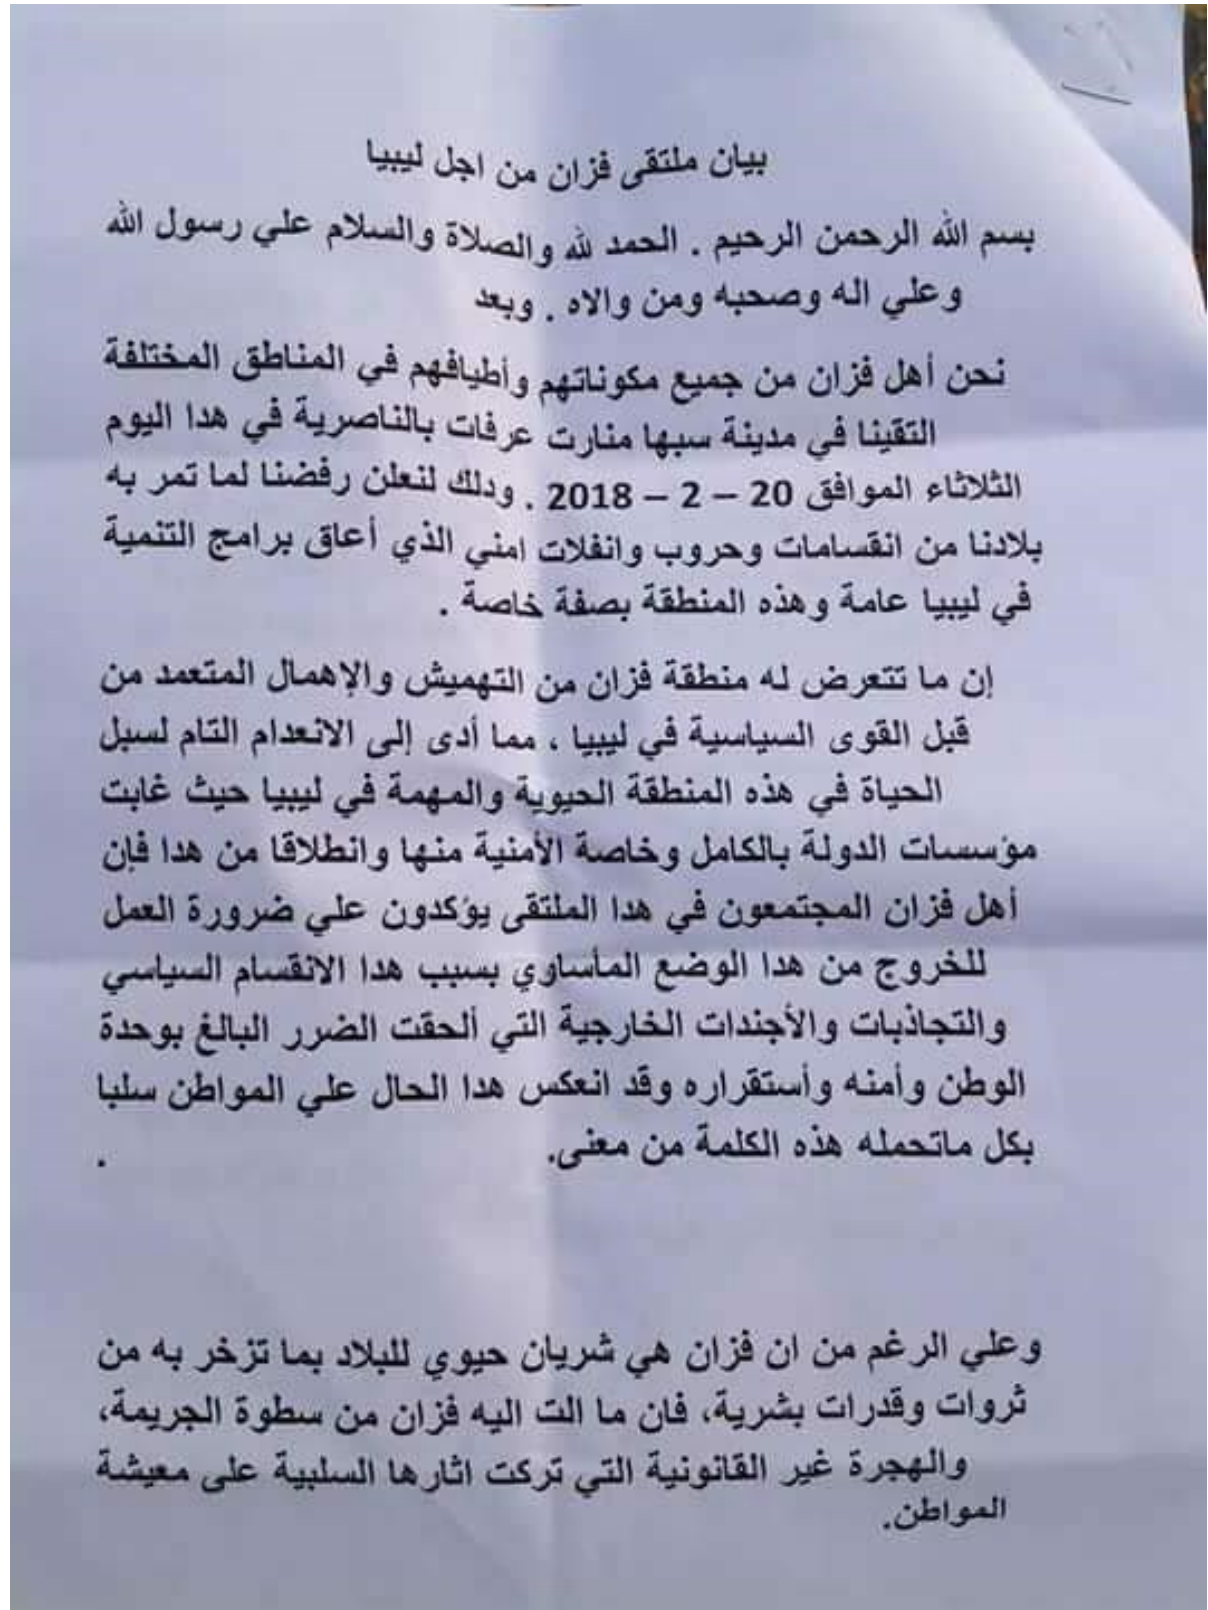 بيان ملتقى فزان من اجل ليبيا
بسم الله الرحمن الرحيم . الحمد لله والصلاة والسلام علي رسول الله
وعلي اله وصحبه ومن والاه . وبعد
نحن أهل فزان من جميع مكوناتهم وأطيافهم في المناطق المختلفة
التقينا في مدينة سبها منارت عرفات بالناصرية في هدا اليوم
الثلاثاء الموافق 20 – 2 – 2018 . ودلك لنعلن رفضنا لما تمر به
بلادنا من انقسامات وحروب وانفلات امني الذي أعاق برامج التنمية
في ليبيا عامة وهذه المنطقة بصفة خاصة .
إن ما تتعرض له منطقة فزان من التهميش والإهمال المتعمد من
قبل القوى السياسية في ليبيا ، مما أدى إلى الانعدام التام لسبل
الحياة في هذه المنطقة الحيوية والمهمة في ليبيا حيث غابت
مؤسسات الدولة بالكامل وخاصة الأمنية منها وانطلاقا من هدا فإن
أهل فزان المجتمعون في هدا الملتقى يؤكدون علي ضرورة العمل
للخروج من هدا الوضع المأساوي بسبب هدا الانقسام السياسي
والتجاذبات والأجندات الخارجية التي ألحقت الضرر البالغ بوحدة
الوطن وأمنه وأستقراره وقد انعكس هدا الحال علي المواطن سلبا
بكل ماتحمله هذه الكلمة من معنى. .
وعلي الرغم من ان فزان هي شريان حيوي للبلاد بما تزخر به من
ثروات وقدرات بشرية، فان ما الت اليه فزان من سطوة الجريمة،
والهجرة غير القانونية التي تركت اثارها السلبية على معيشة
المواطن.